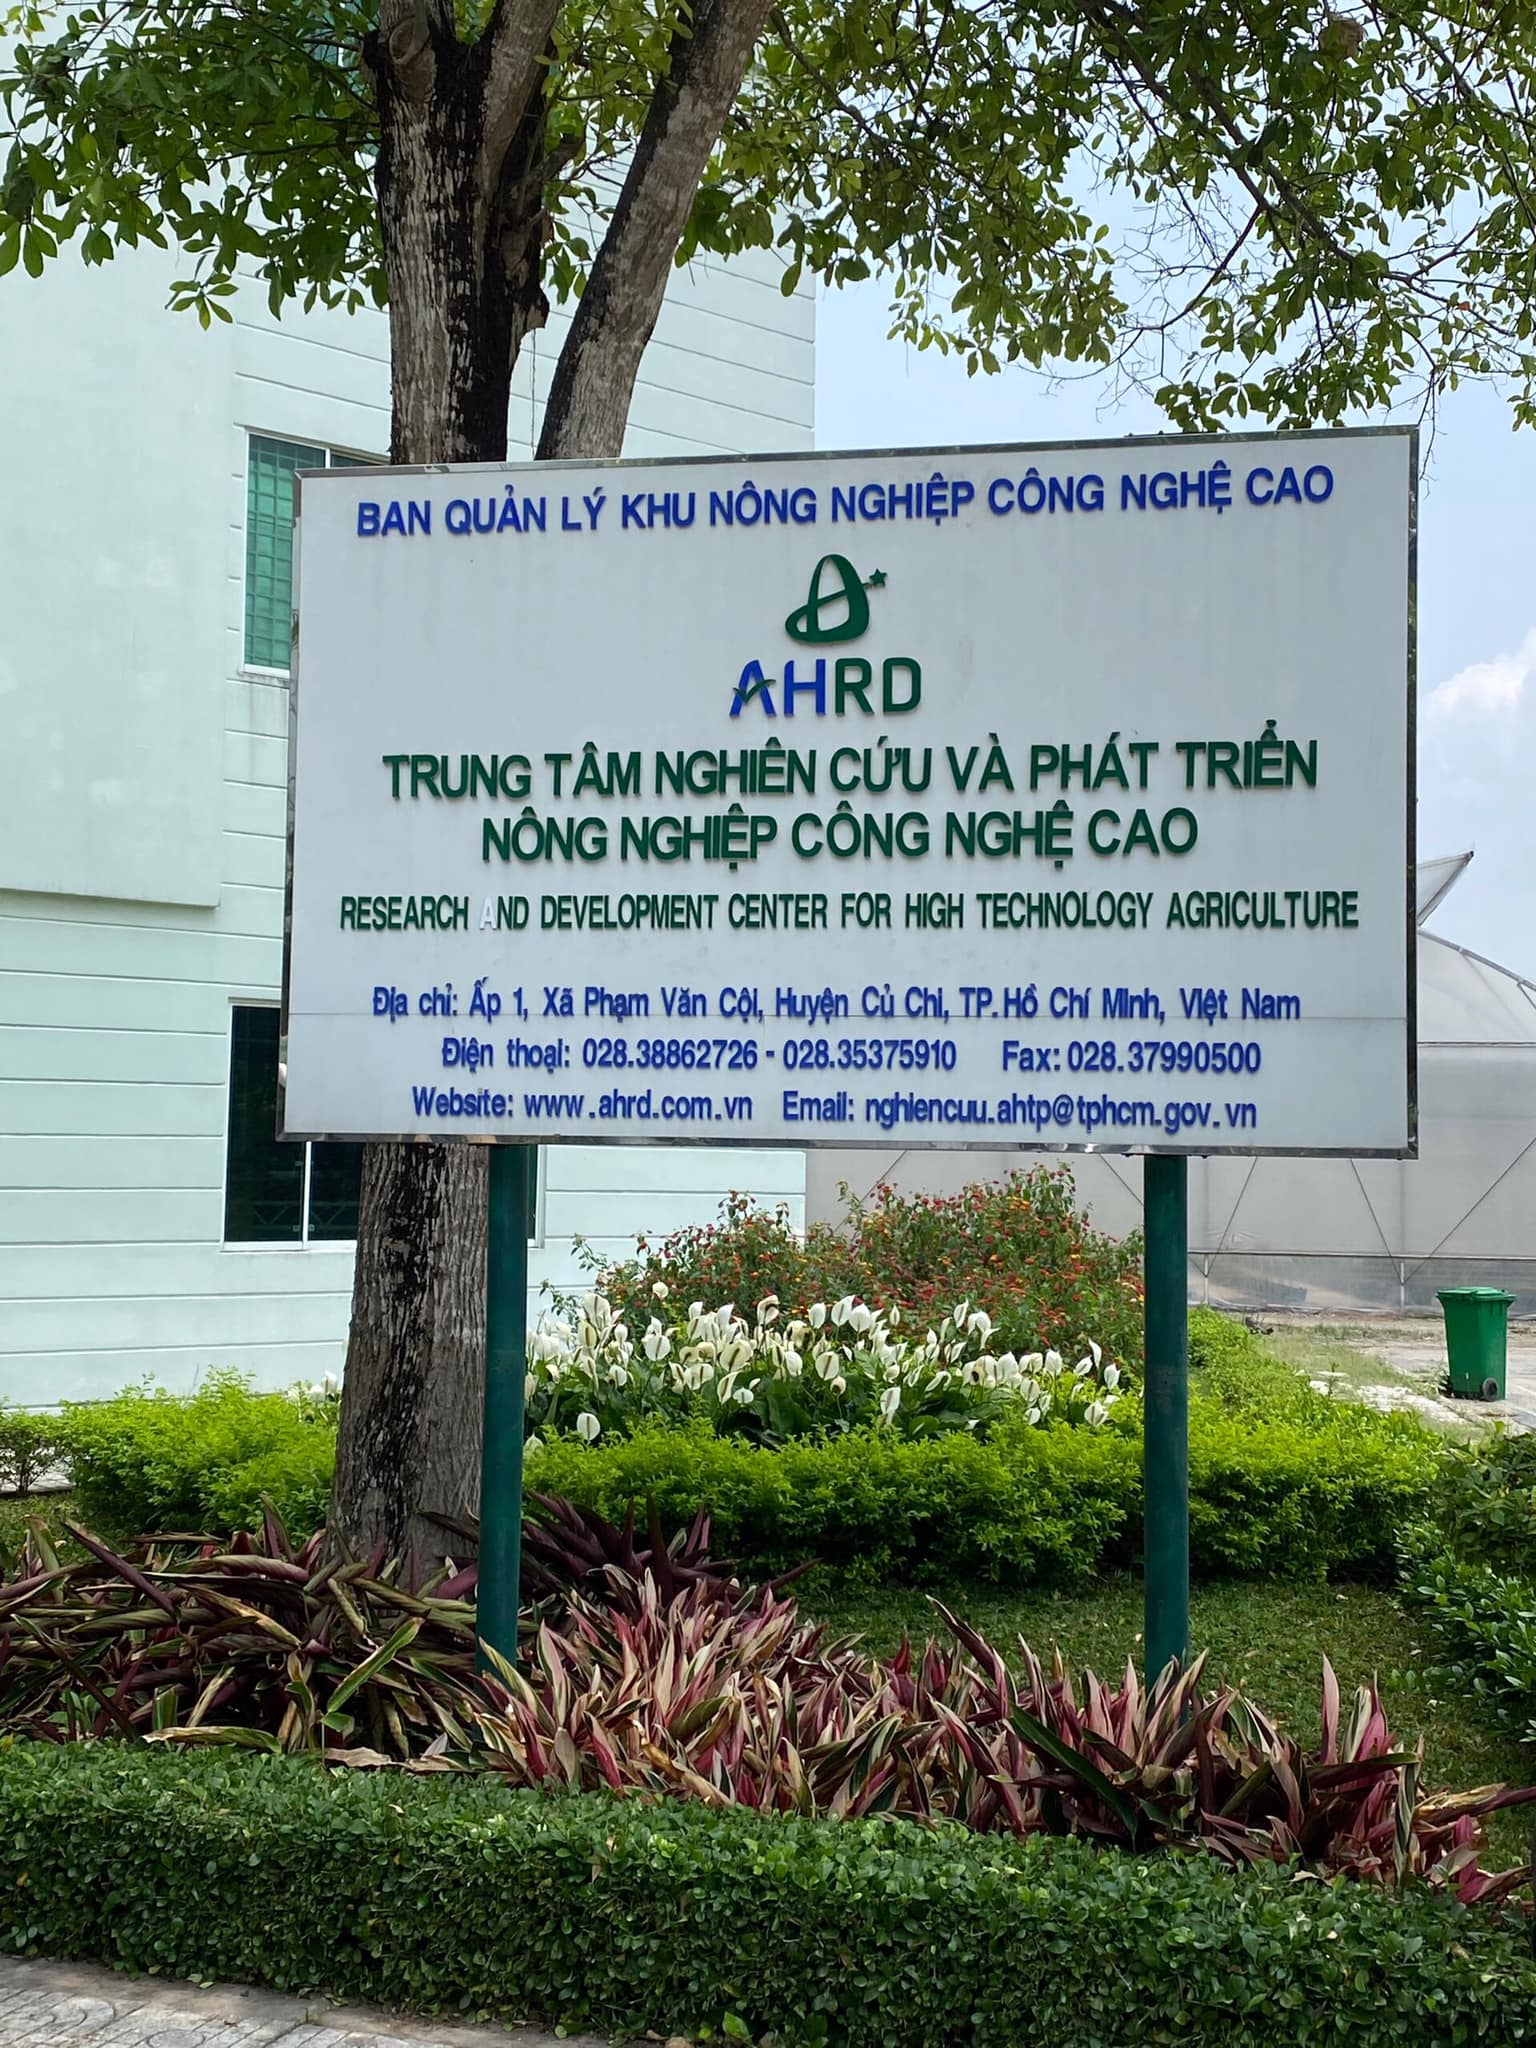 BAN QUẢN LÝ KHU NÔNG NGHIỆP CÔNG NGHỆ CAO
AHRD
TRUNG TÂM NGHIÊN CỨU VÀ PHÁT TRIỂN
NÔNG NGHIỆP CÔNG NGHỆ CAO
RESEARCH AND DEVELOPMENT CENTER FOR HIGH TECHNOLOGY AGRICULTURE
Địa chỉ: Ấp 1, Xã Phạm Văn Cội, Huyện Củ Chi, TP. Hồ Chí Minh, Việt Nam
Điện thoại: 028.38862726 - 028.35375910 Fax: 028.37990500
Website: www.ahrd.com.vn Email: nghiencuu.ahtp@tphcm.gov.vn